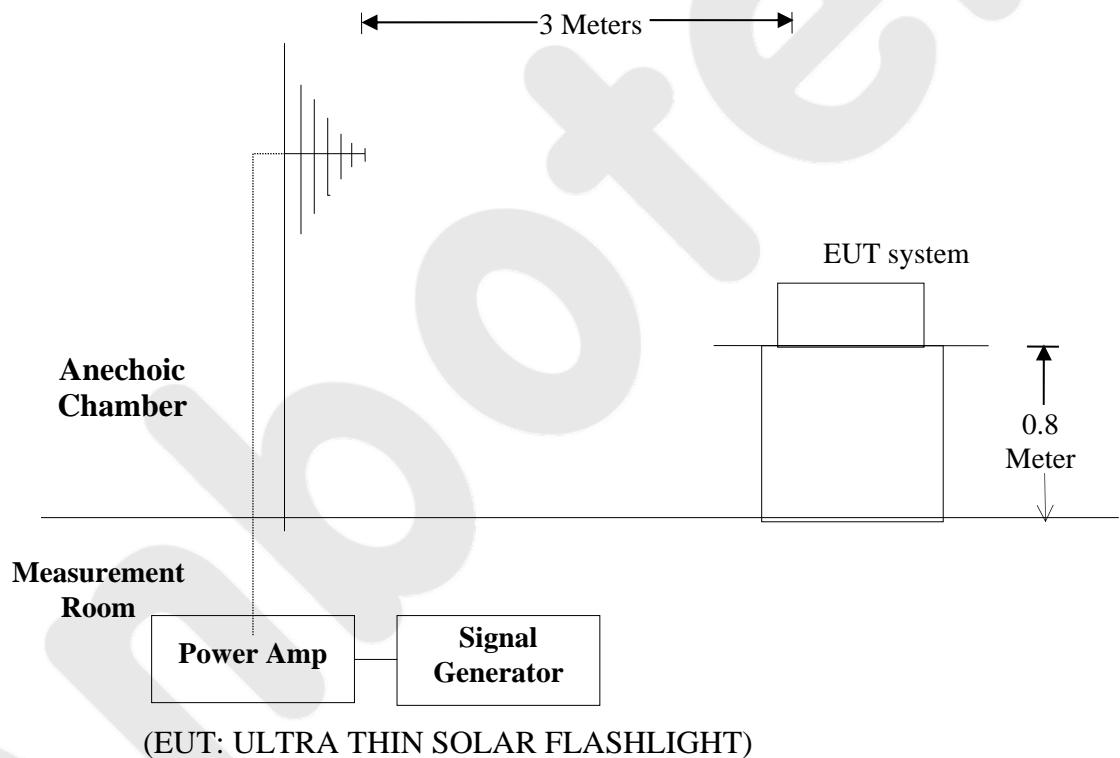 3 Meters
EUT system
Anechoic
Chamber
0.8
Meter
Measurement
Room
Power Amp
Signal
Generator
(EUT: ULTRA THIN SOLAR FLASHLIGHT)